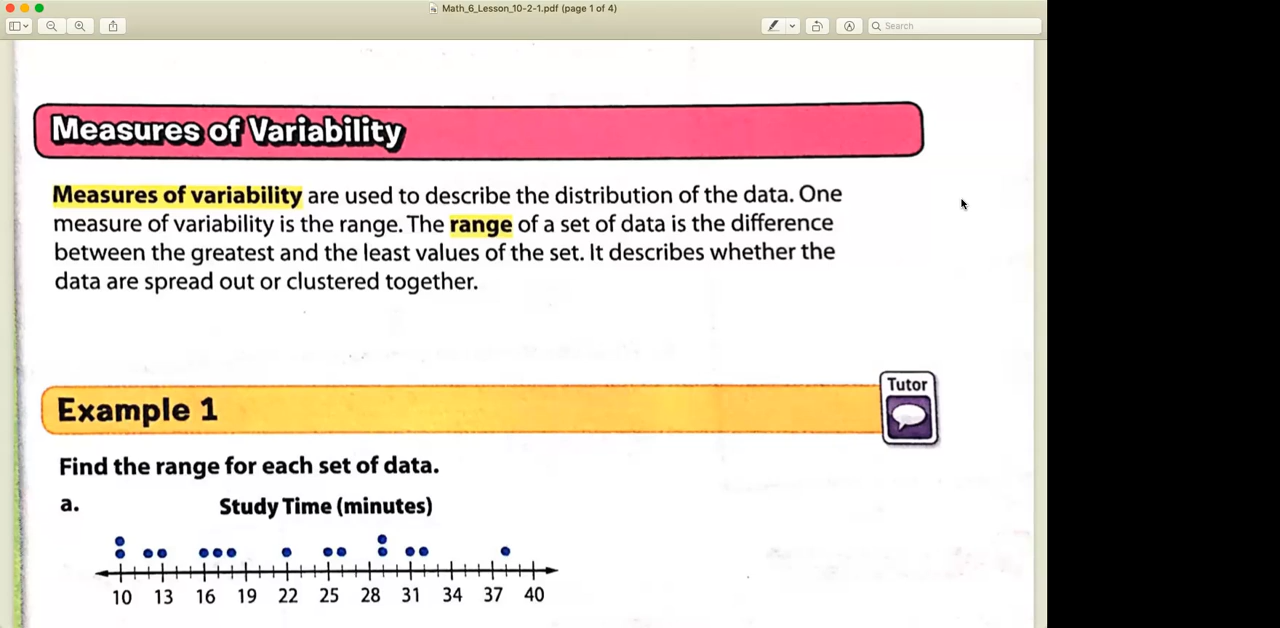 Math_6_Lesson_10-2-1.pdf (page 1 of 4)
Search
Measures of Variability
Measures of variability are used to describe the distribution of the data. One
measure of variability is the range. The range of a set of data is the difference
between the greatest and the least values of the set. It describes whether the
data are spread out or clustered together.
Tutor
Example 1
Find the range for each set of data.
a. Study Time (minutes)
10 13 16 19 22 25 28 31 34 37 40